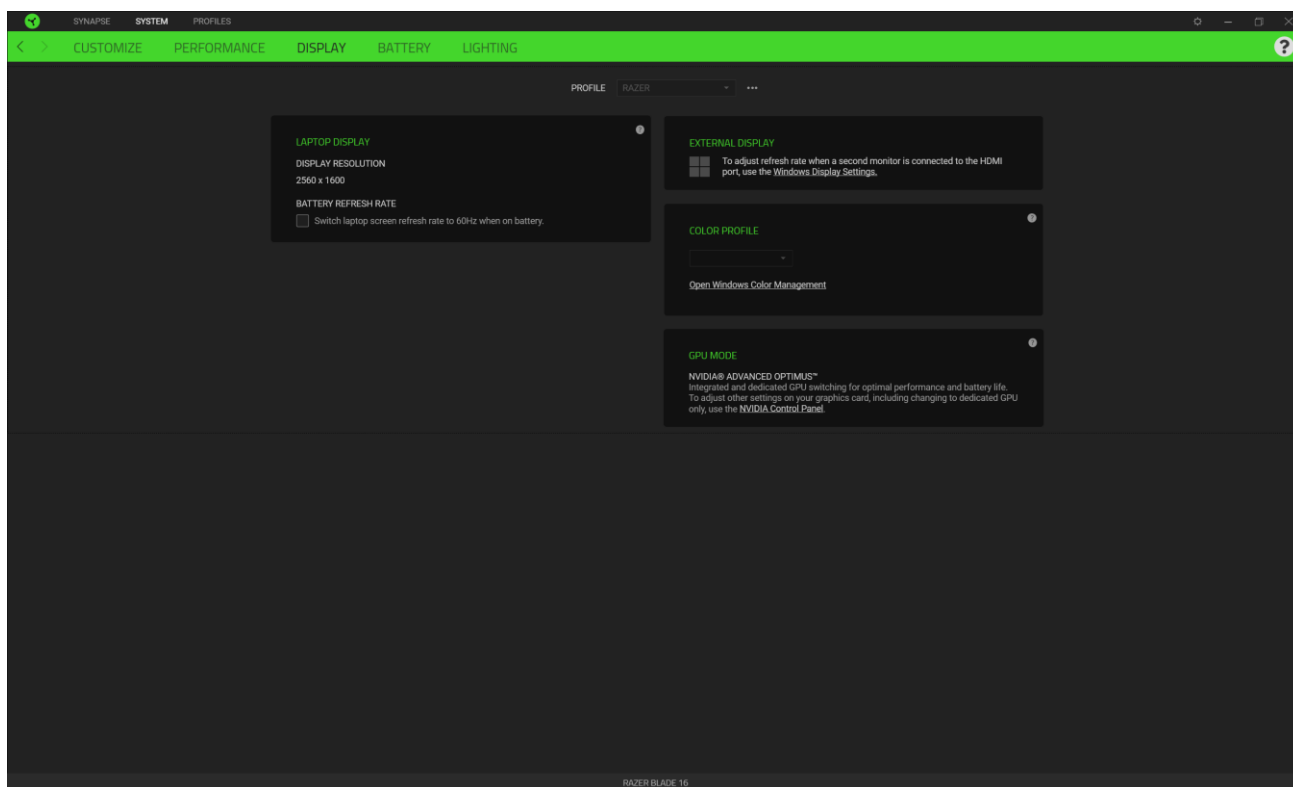 SYNAPSE SYSTEM PROFILES
CUSTOMIZE PERFORMANCE DISPLAY BATTERY LIGHTING ?
PROFILE RAZER
LAPTOP DISPLAY ?
DISPLAY RESOLUTION
2560 x 1600
BATTERY REFRESH RATE
Switch laptop screen refresh rate to 60Hz when on battery.
EXTERNAL DISPLAY
To adjust refresh rate when a second monitor is connected to the HDMI
port, use the Windows Display Settings.
COLOR PROFILE ?
Open Windows Color Management
GPU MODE ?
NVIDIA® ADVANCED OPTIMUS™
Integrated and dedicated GPU switching for optimal performance and battery life.
To adjust other settings on your graphics card, including changing to dedicated GPU
only, use the NVIDIA Control Panel.
RAZER BLADE 16